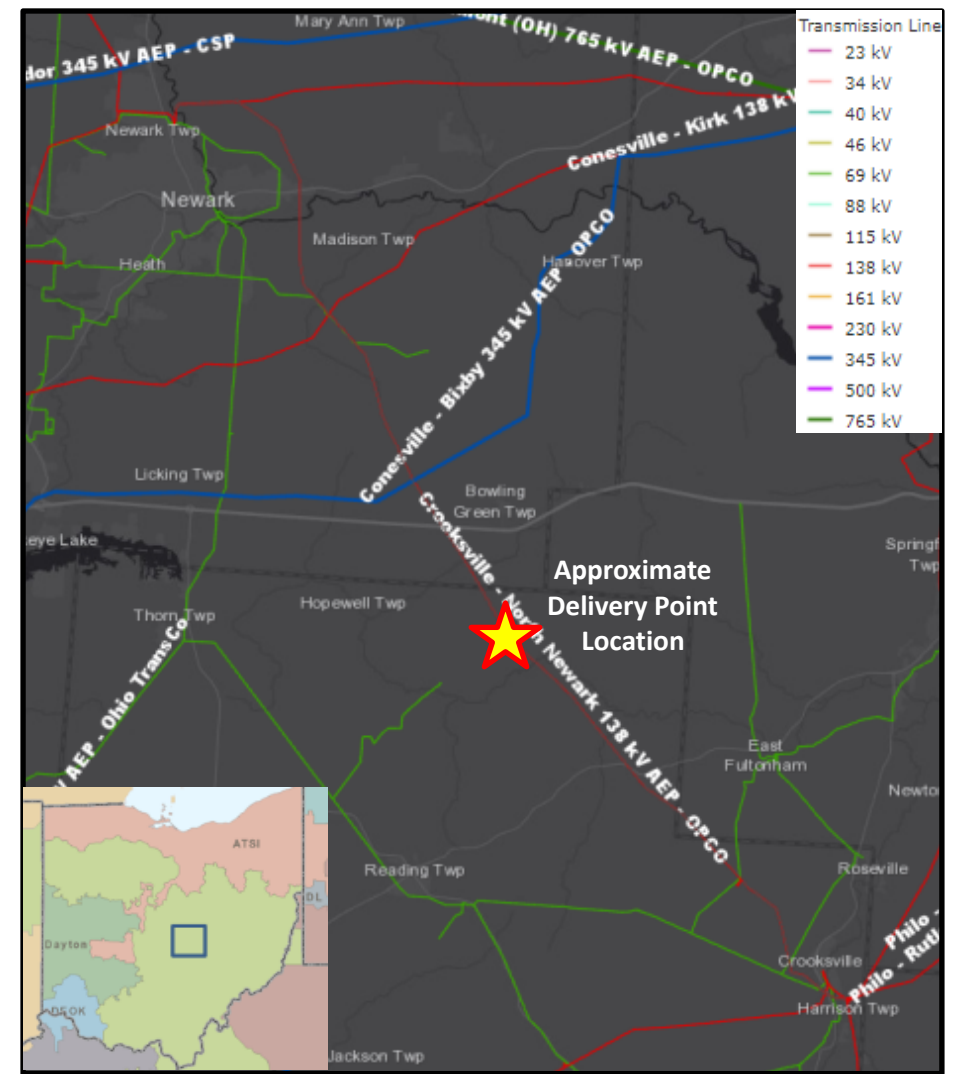 Mary Ann Twp
mont (OH) 765 kV AEP - OPCO
dor 345 kV AEP - CSP
Transmission Line
23 kV
34 kV
40 kV
46 kV
69 kV
88 kV
115 kV
138 kV
161 kV
230 kV
345 kV
500 kV
765 kV
Newark Twp
Conesville - Kirk 138 kV
Newark
Madison Twp
Heath
Hanover Twp
Conesville - Bixby 345 kV AEP - OPCO
Licking Twp
Bowling
Green Twp
Crooksville - North Newark 138 kV AEP - OPCO
eye Lake
Springf
Twp
Approximate
Delivery Point
Location
Hopewell Twp
Thorn Twp
V AEP - Ohio TransCo
East
Fultonham
Newto
Reading Twp
Roseville
Philo -
Philo - Rutl
Crooksville
Harrison Twp
Jackson Twp
ATSI
DL
Dayton
DEOK